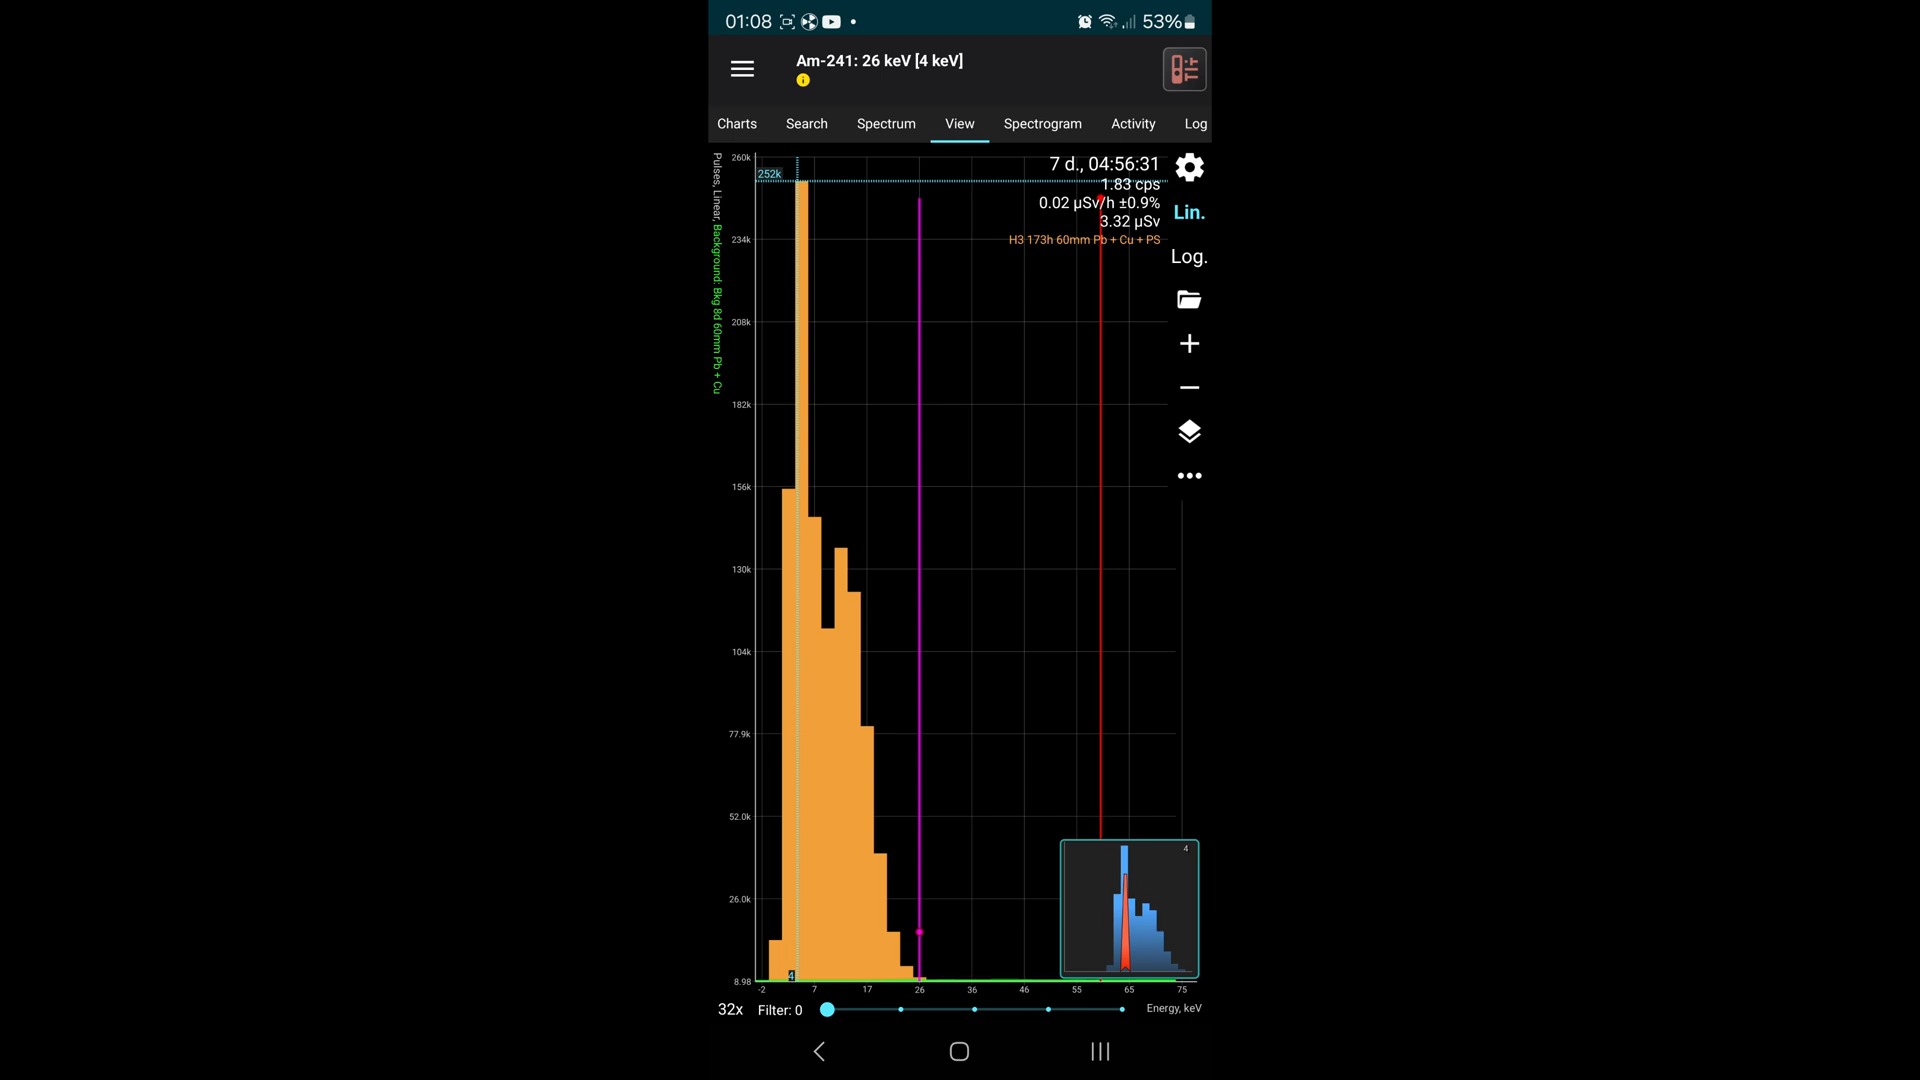 01:08 53%
Am-241: 26 keV [4 keV]
Charts Search Spectrum View Spectrogram Activity Log
Pulses, Linear, Background: Bkg 8d 60mm Pb + Cu
7 d., 04:56:31
1.83 cps
0.02 µSv/h ±0.9%
3.32 µSv
H3 173h 60mm Pb + Cu + PS
Lin.
Log.
260k
252k
234k
208k
182k
156k
130k
104k
77.9k
52.0k
26.0k
8.98
4
4
-2 7 17 26 36 46 55 65 75
32x Filter: 0 Energy, keV